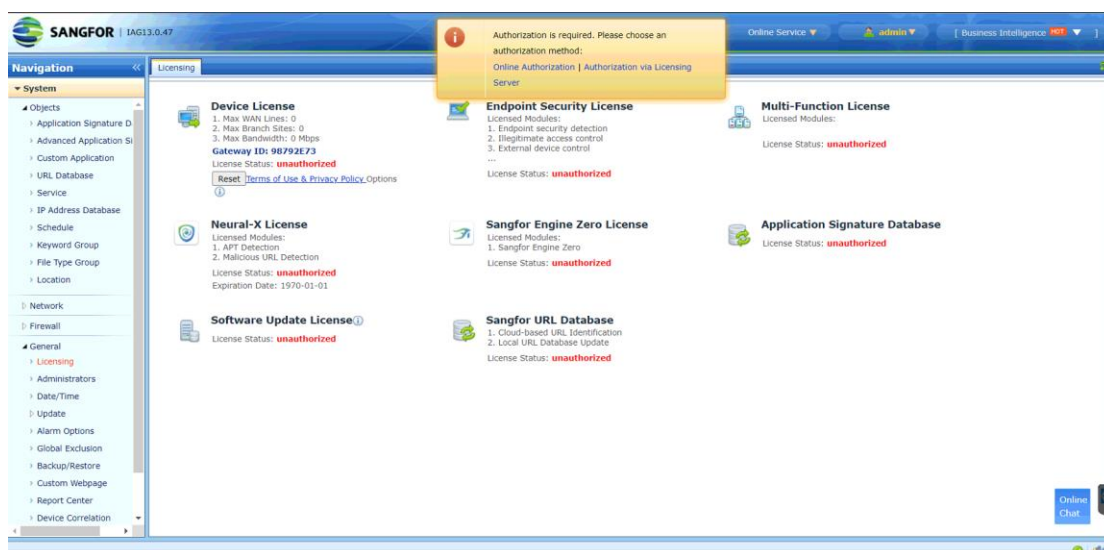 SANGFOR | IAG13.0.47
Authorization is required. Please choose an
authorization method:
Online Authorization | Authorization via Licensing
Server
Online Service
admin
[ Business Intelligence HOT ]
Navigation
Licensing
System
Objects
Application Signature D
Advanced Application Si
Custom Application
URL Database
Service
IP Address Database
Schedule
Keyword Group
File Type Group
Location
Network
Firewall
General
Licensing
Administrators
Date/Time
Update
Alarm Options
Global Exclusion
Backup/Restore
Custom Webpage
Report Center
Device Correlation
Device License
1. Max WAN Lines: 0
2. Max Branch Sites: 0
3. Max Bandwidth: 0 Mbps
Gateway ID: 98792E73
License Status: unauthorized
Reset Terms of Use & Privacy Policy Options
Endpoint Security License
Licensed Modules:
1. Endpoint security detection
2. Illegitimate access control
3. External device control
...
License Status: unauthorized
Multi-Function License
Licensed Modules:
License Status: unauthorized
Neural-X License
Licensed Modules:
1. APT Detection
2. Malicious URL Detection
License Status: unauthorized
Expiration Date: 1970-01-01
Sangfor Engine Zero License
Licensed Modules:
1. Sangfor Engine Zero
License Status: unauthorized
Application Signature Database
License Status: unauthorized
Software Update License
License Status: unauthorized
Sangfor URL Database
1. Cloud-based URL Identification
2. Local URL Database Update
License Status: unauthorized
Online
Chat...